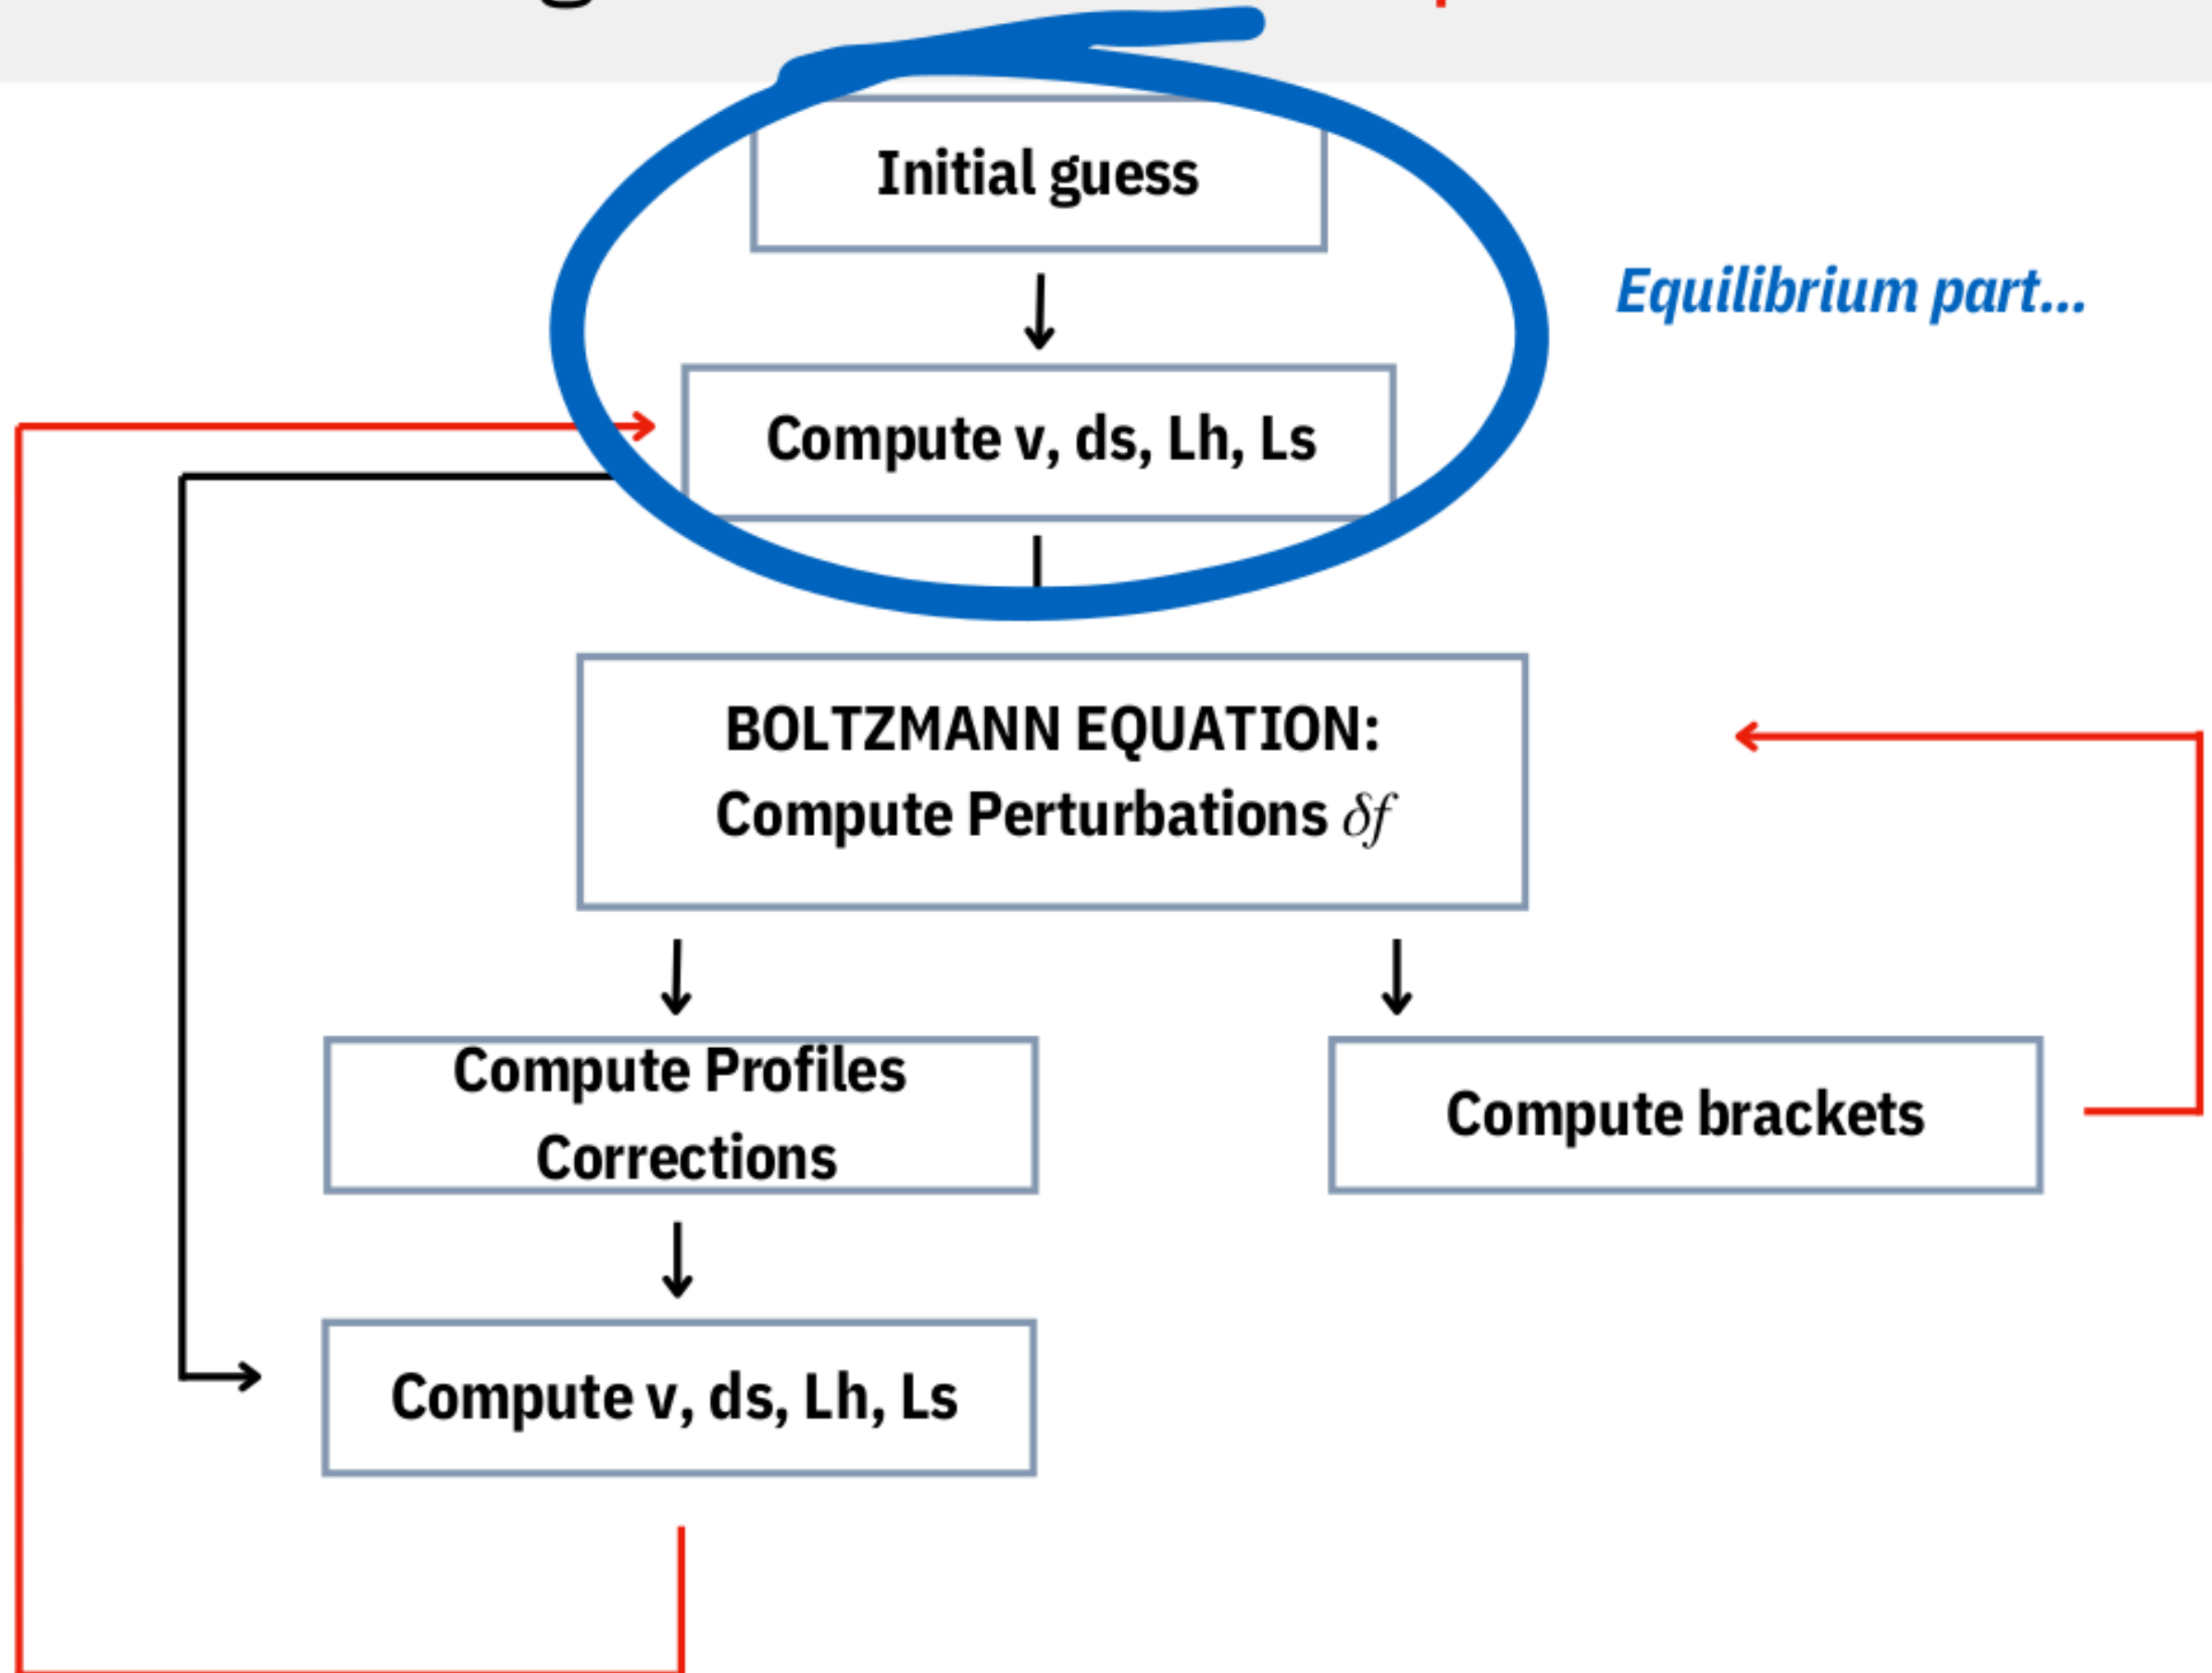 Initial guess
Equilibrium part...
Compute v, ds, Lh, Ls
BOLTZMANN EQUATION:
Compute Perturbations δf
Compute Profiles
Corrections
Compute brackets
Compute v, ds, Lh, Ls